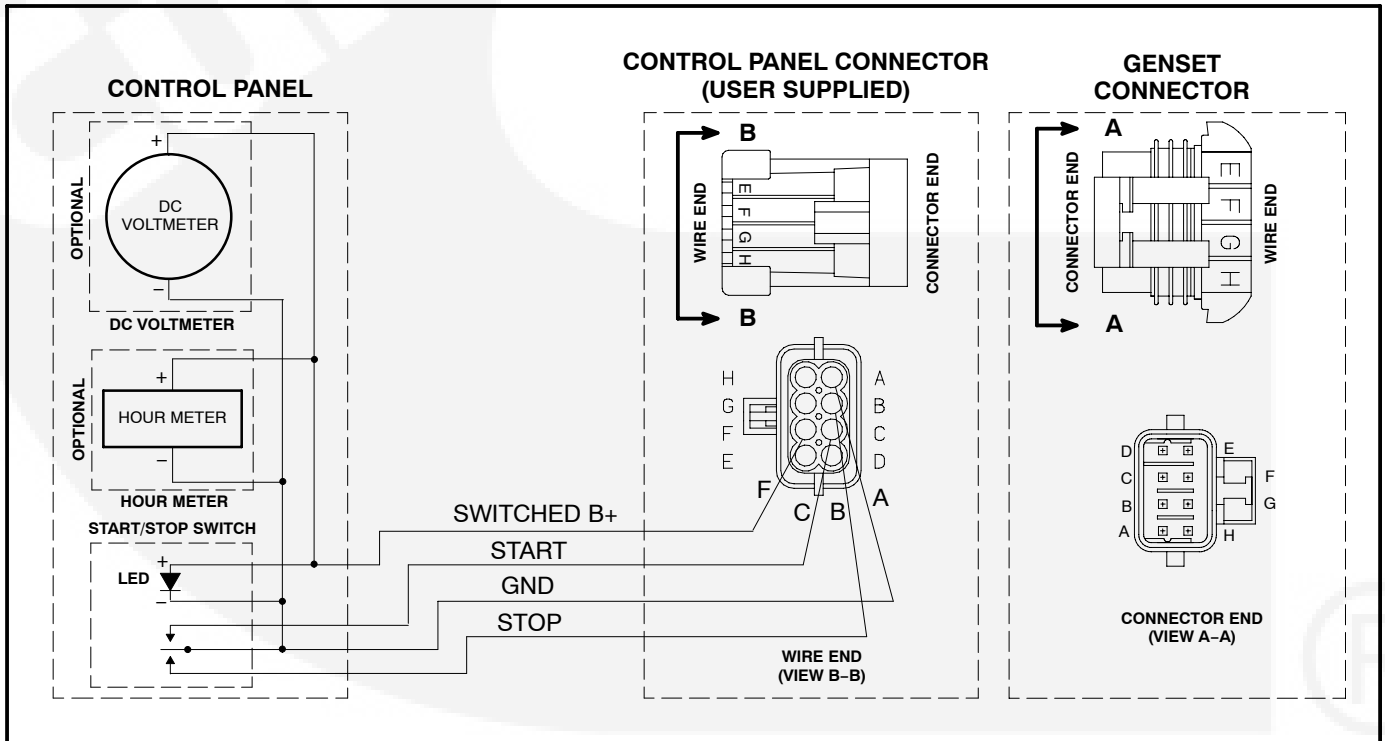 CONTROL PANEL
OPTIONAL
+
DC
VOLTMETER
−
DC VOLTMETER
OPTIONAL
+
HOUR METER
−
HOUR METER
START/STOP SWITCH
+
LED
−
SWITCHED B+
START
GND
STOP
CONTROL PANEL CONNECTOR
(USER SUPPLIED)
B
WIRE END
E
F
G
H
CONNECTOR END
B
H
G
F
E
A
B
C
D
F
C
B
A
WIRE END
(VIEW B−B)
GENSET
CONNECTOR
A
CONNECTOR END
E
F
G
H
WIRE END
A
D
C
B
A
E
F
G
H
CONNECTOR END
(VIEW A−A)